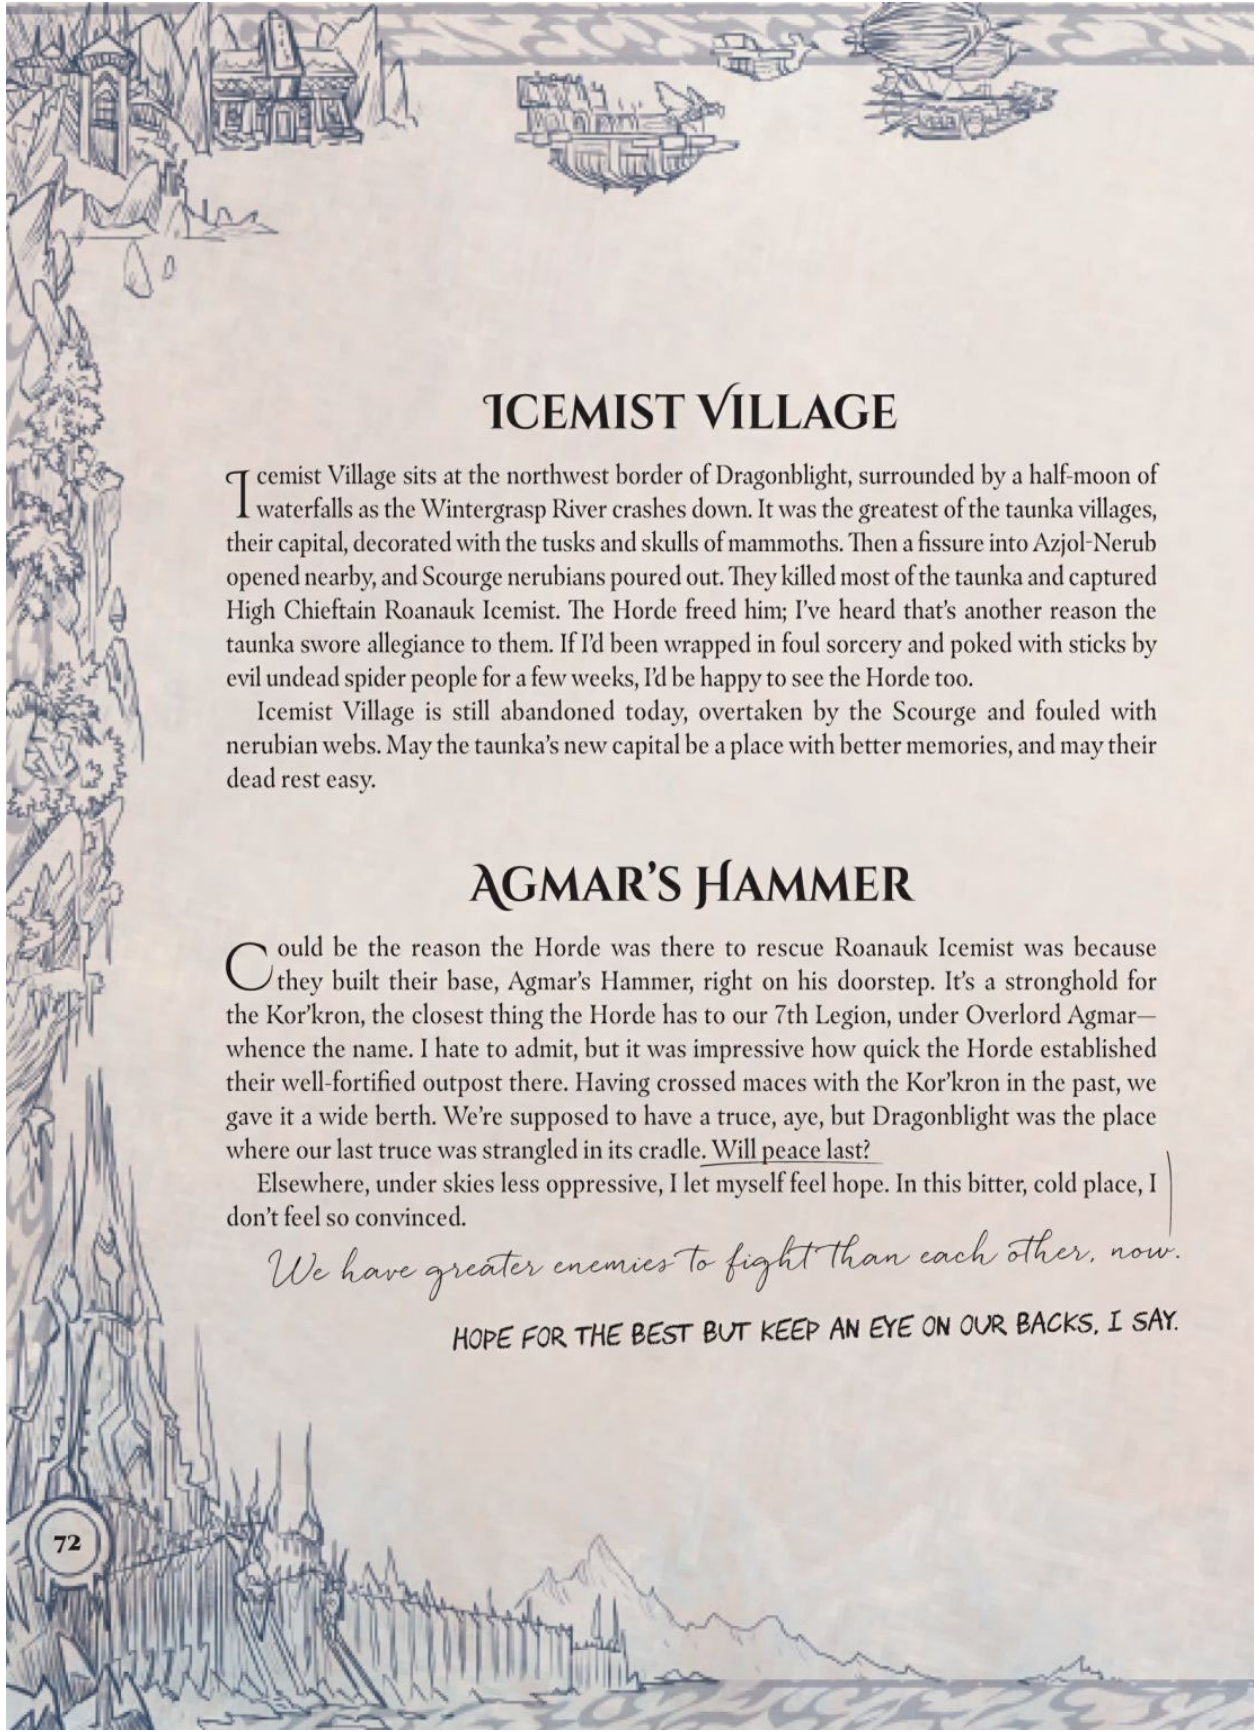 ICEMIST VILLAGE
Icemist Village sits at the northwest border of Dragonblight, surrounded by a half-moon of
waterfalls as the Wintergrasp River crashes down. It was the greatest of the taunka villages,
their capital, decorated with the tusks and skulls of mammoths. Then a fissure into Azjol-Nerub
opened nearby, and Scourge nerubians poured out. They killed most of the taunka and captured
High Chieftain Roanauk Icemist. The Horde freed him; I've heard that's another reason the
taunka swore allegiance to them. If I'd been wrapped in foul sorcery and poked with sticks by
evil undead spider people for a few weeks, I'd be happy to see the Horde too.
Icemist Village is still abandoned today, overtaken by the Scourge and fouled with
nerubian webs. May the taunka's new capital be a place with better memories, and may their
dead rest easy.
AGMAR'S HAMMER
Could be the reason the Horde was there to rescue Roanauk Icemist was because
they built their base, Agmar's Hammer, right on his doorstep. It's a stronghold for
the Kor'kron, the closest thing the Horde has to our 7th Legion, under Overlord Agmar—
whence the name. I hate to admit, but it was impressive how quick the Horde established
their well-fortified outpost there. Having crossed maces with the Kor'kron in the past, we
gave it a wide berth. We're supposed to have a truce, aye, but Dragonblight was the place
where our last truce was strangled in its cradle. Will peace last?
Elsewhere, under skies less oppressive, I let myself feel hope. In this bitter, cold place, I
don't feel so convinced.
We have greater enemies to fight than each other, now.
HOPE FOR THE BEST BUT KEEP AN EYE ON OUR BACKS, I SAY.
72